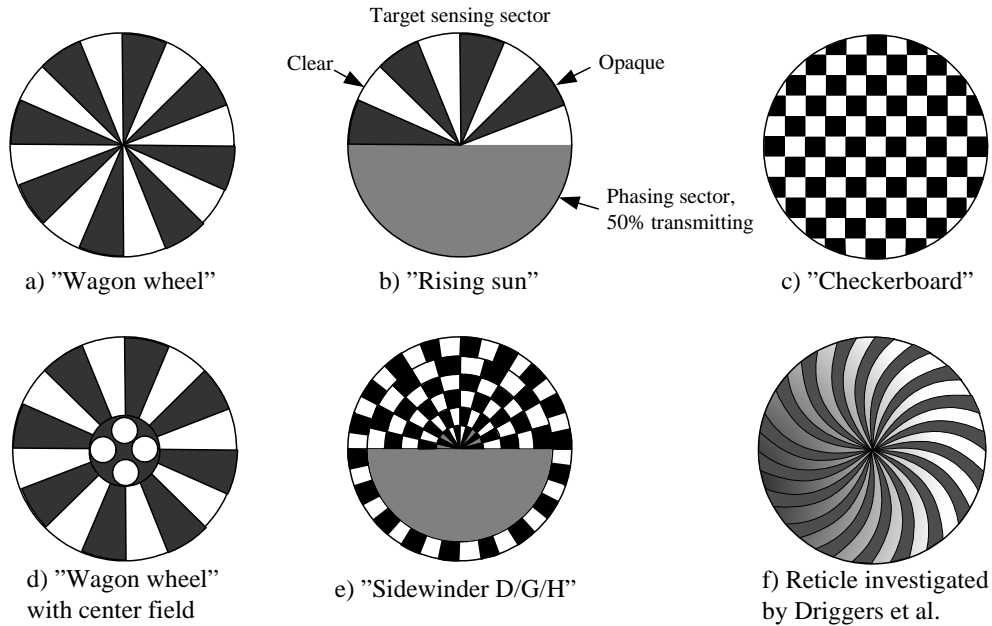 Target sensing sector
Clear
Opaque
Phasing sector,
50% transmitting
a) ”Wagon wheel”
b) ”Rising sun”
c) ”Checkerboard”
d) ”Wagon wheel”
with center field
e) ”Sidewinder D/G/H”
f) Reticle investigated
by Driggers et al.